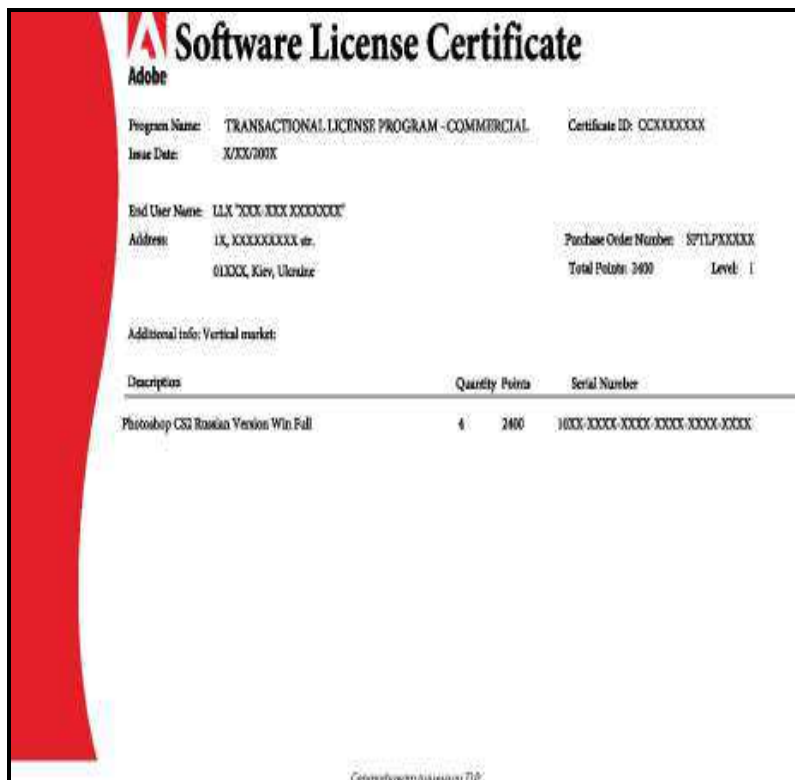 Software License Certificate
Adobe
Program Name: TRANSACTIONAL LICENSE PROGRAM - COMMERCIAL Certificate ID: CCXXXXXXX
Issue Date: X/XX/200X
End User Name: LLX "XXX-XXX XXXXXXX"
Address: 1X, XXXXXXXXX str. Purchase Order Number: SPTLPXXXXX
01XXX, Kiev, Ukraine Total Points: 2400 Level: 1
Additional info: Vertical market:
Description Quantity Points Serial Number
Photoshop CS2 Russian Version Win Full 4 2400 10XX-XXXX-XXXX-XXXX-XXXX-XXXX